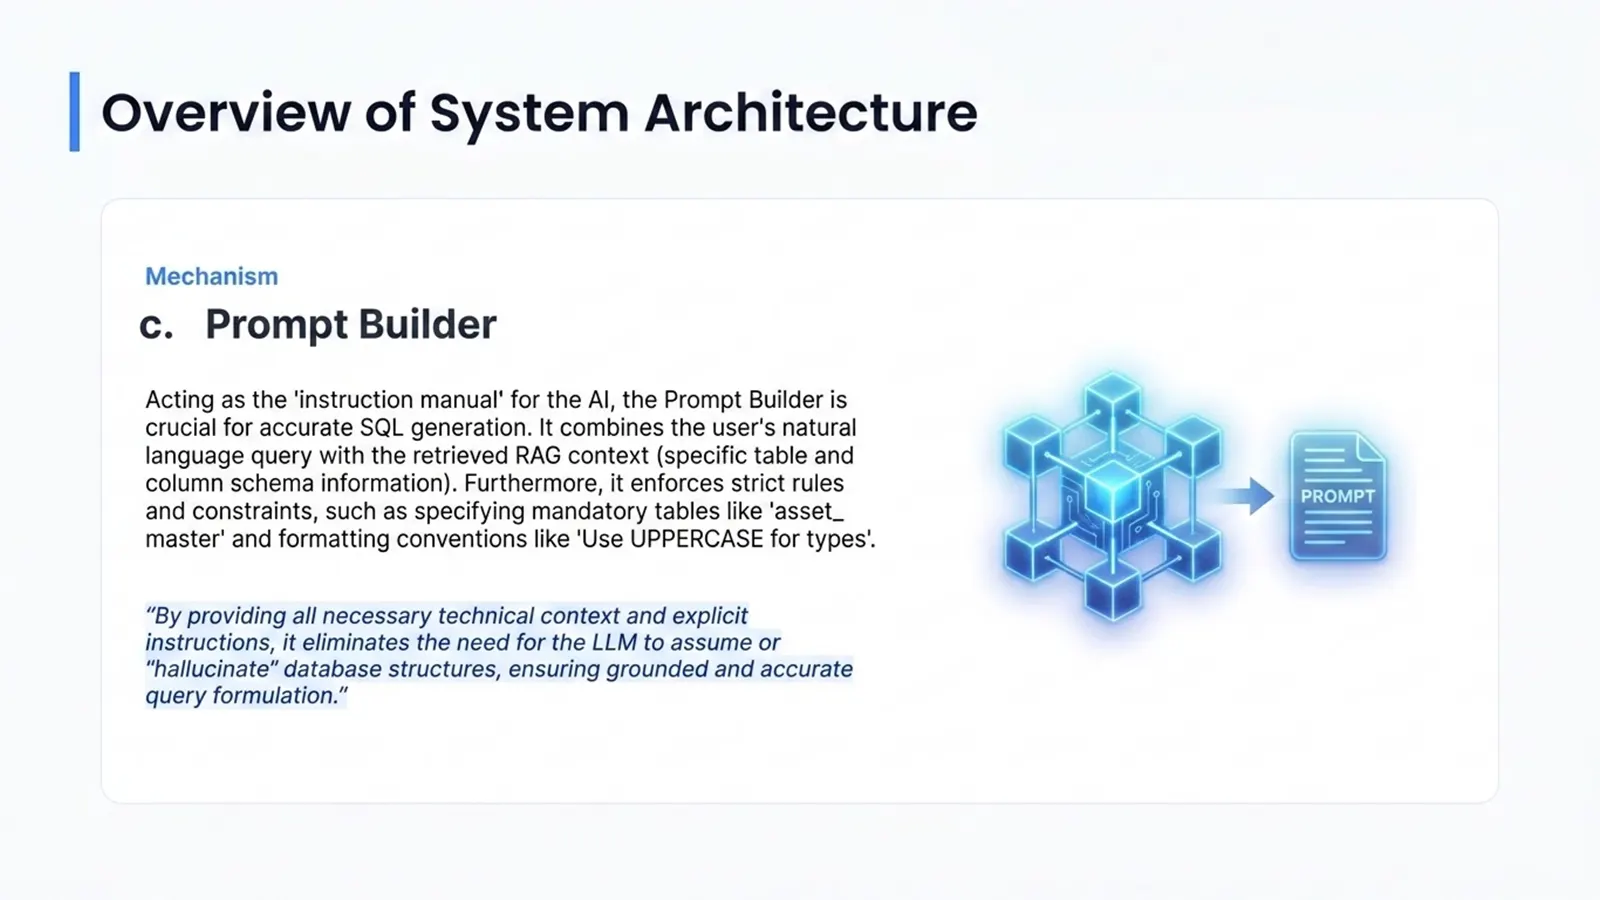 Overview of System Architecture
Mechanism
c. Prompt Builder
Acting as the 'instruction manual' for the AI, the Prompt Builder is
crucial for accurate SQL generation. It combines the user's natural
language query with the retrieved RAG context (specific table and
column schema information). Furthermore, it enforces strict rules
and constraints, such as specifying mandatory tables like 'asset_
master' and formatting conventions like 'Use UPPERCASE for types'.
“By providing all necessary technical context and explicit
instructions, it eliminates the need for the LLM to assume or
“hallucinate” database structures, ensuring grounded and accurate
query formulation.”
PROMPT